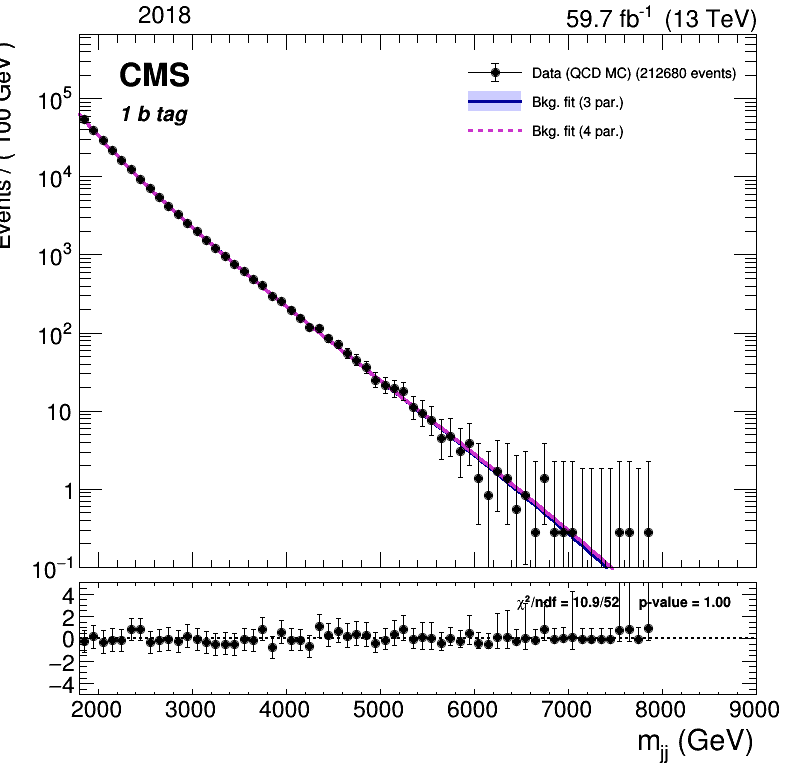 2018 59.7 fb⁻¹ (13 TeV)
CMS
1 b tag
Data (QCD MC) (212680 events)
Bkg. fit (3 par.)
Bkg. fit (4 par.)
Events / ( 100 GeV )
10⁵
10⁴
10³
10²
10
1
10⁻¹
χ²/ndf = 10.9/52 p-value = 1.00
4
2
0
−2
−4
2000 3000 4000 5000 6000 7000 8000 9000
m_jj (GeV)